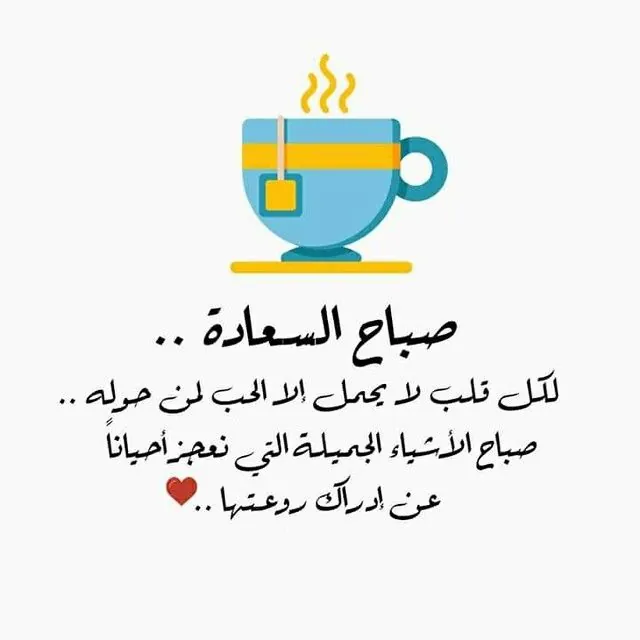 صباح السعادة ..
لكل قلب لا يحمل إلا الحب لمن حوله ..
صباح الأشياء الجميلة التي نعجز أحياناً
عن إدراك روعتها ..♥